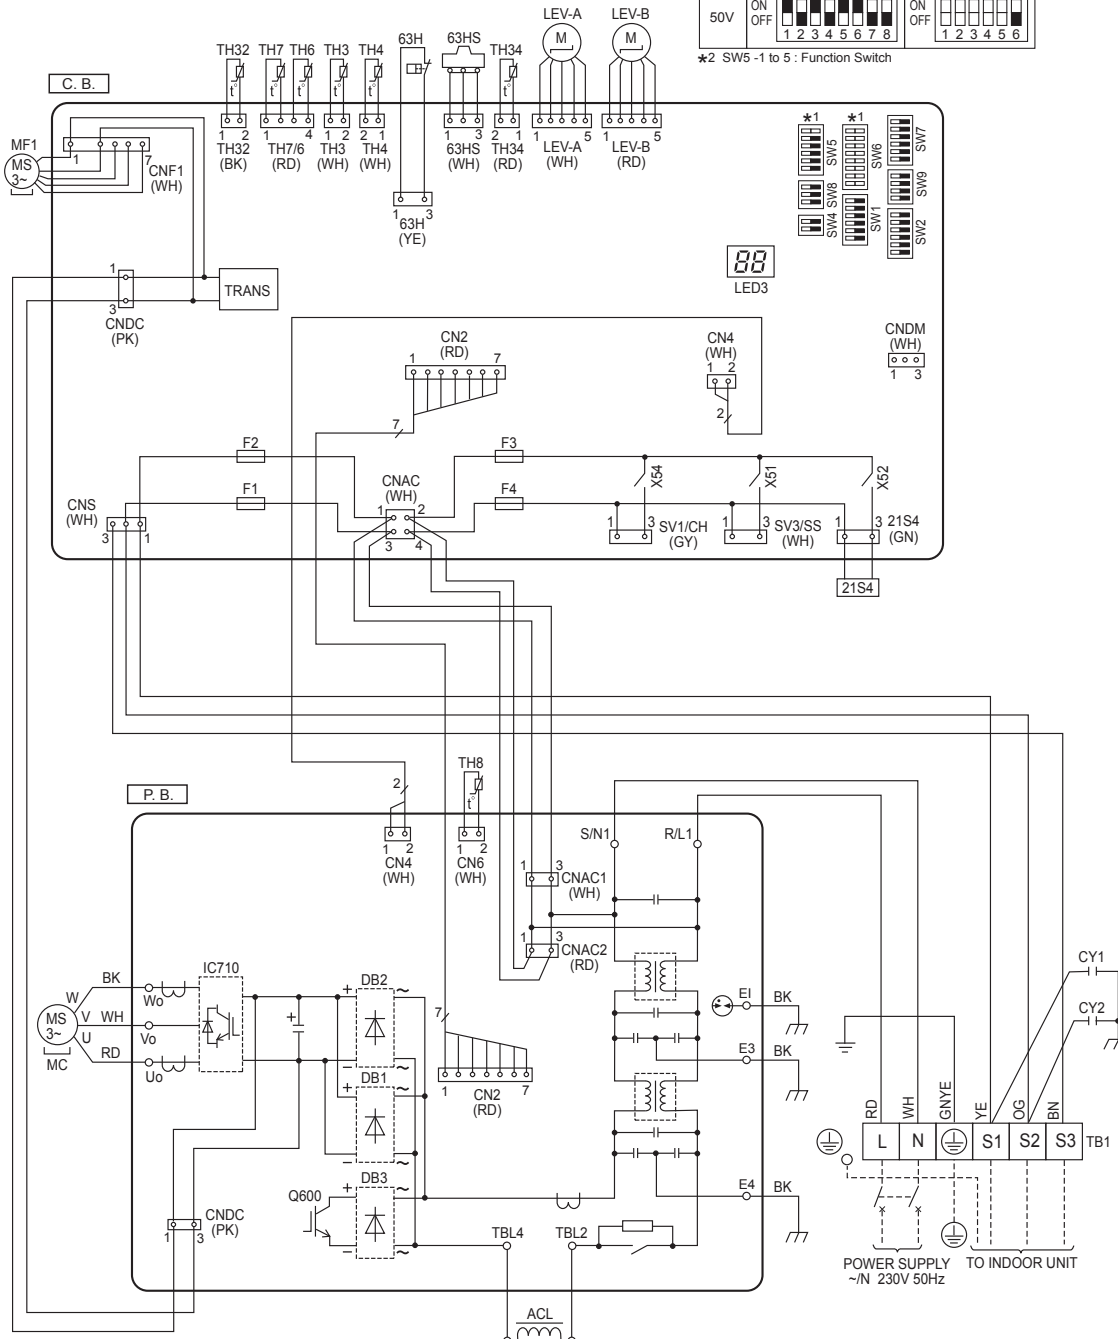 50V ON OFF 1 2 3 4 5 6 7 8 ON OFF 1 2 3 4 5 6
*2 SW5 -1 to 5 : Function Switch
LEV-A LEV-B
M M
TH32 TH7 TH6 TH3 TH4 63H 63HS TH34
t° t° t° t° t° t°
C. B.
1 2 1 4 1 2 2 1 1 3 2 1 1 5 1 5
TH32 (BK)
TH7/6 (RD)
TH3 (WH)
TH4 (WH)
63HS (WH)
TH34 (RD)
LEV-A (WH)
LEV-B (RD)
MF1
MS 3~
1 7
CNF1 (WH)
1 3
63H (YE)
*1 *1
SW5 SW6 SW7
SW8 SW9
SW4 SW1 SW2
88
LED3
1
3
CNDC (PK)
TRANS
CN2 (RD)
1 7
7
CN4 (WH)
1 2
2
CNDM (WH)
1 3
F2 F3
F1 F4
CNAC (WH)
1 2
3 4
X54 X51 X52
CNS (WH)
3 1
1 3 SV1/CH (GY)
1 3 SV3/SS (WH)
1 3 21S4 (GN)
21S4
P. B.
2
1 2
CN4 (WH)
TH8
t°
1 2
CN6 (WH)
S/N1 R/L1
1 3
CNAC1 (WH)
1 3
CNAC2 (RD)
MS 3~
MC
W BK Wo
V WH Vo
U RD Uo
IC710
+
DB2
~ ~
+ DB1 ~
− ~
+ DB3 ~
− ~
Q600
7
1 7
CN2 (RD)
EI BK
E3 BK
E4 BK
1 3
CNDC (PK)
TBL4 TBL2
ACL
CY1
CY2
RD WH GNYE YE OG BN
L N S1 S2 S3 TB1
POWER SUPPLY
~/N 230V 50Hz
TO INDOOR UNIT